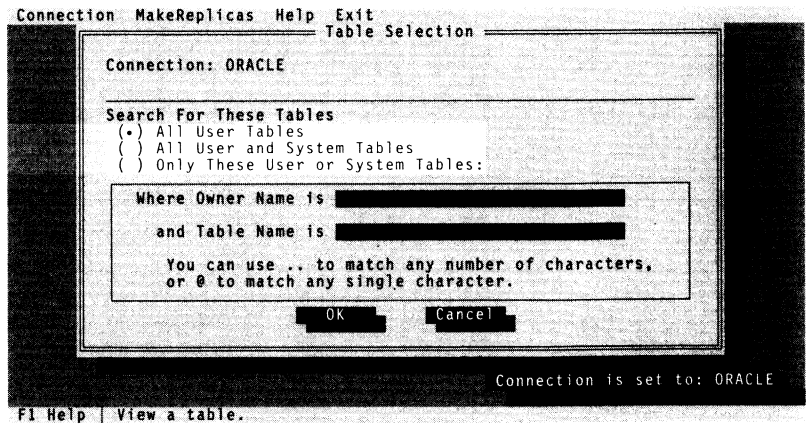 Connection MakeReplicas Help Exit
Table Selection
Connection: ORACLE
Search For These Tables
(•) All User Tables
( ) All User and System Tables
( ) Only These User or System Tables:
Where Owner Name is
and Table Name is
You can use .. to match any number of characters,
or @ to match any single character.
OK Cancel
Connection is set to: ORACLE
F1 Help | View a table.